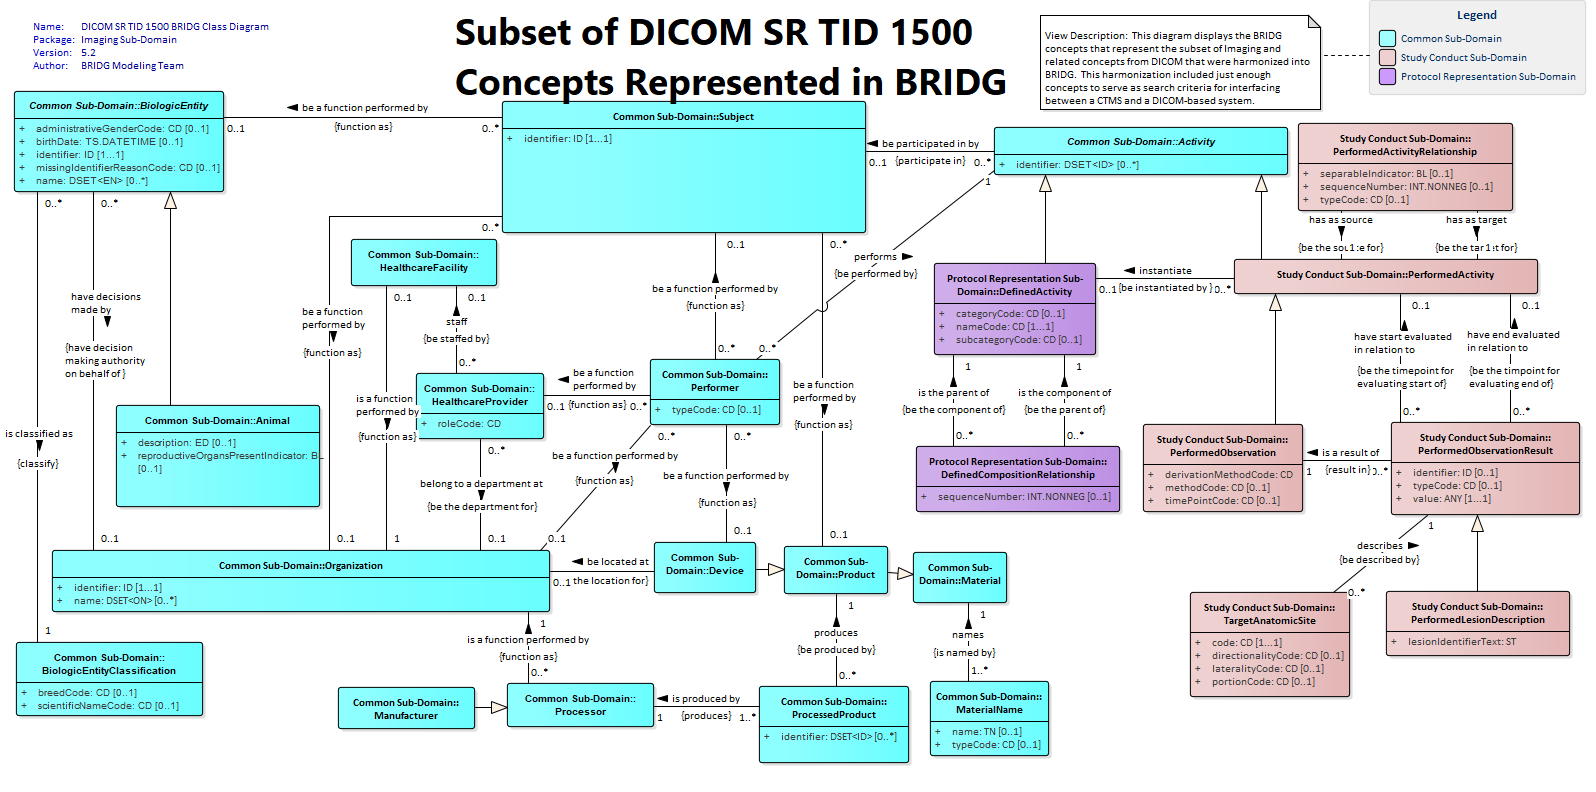 Name: DICOM SR TID 1500 BRIDG Class Diagram
Package: Imaging Sub-Domain
Version: 5.2
Author: BRIDG Modeling Team
Subset of DICOM SR TID 1500
Concepts Represented in BRIDG
View Description: This diagram displays the BRIDG
concepts that represent the subset of Imaging and
related concepts from DICOM that were harmonized into
BRIDG. This harmonization included just enough
concepts to serve as search criteria for interfacing
between a CTMS and a DICOM-based system.
Legend
Common Sub-Domain
Study Conduct Sub-Domain
Protocol Representation Sub-Domain
Common Sub-Domain::BiologicEntity
+ administrativeGenderCode: CD [0..1]
+ birthDate: TS.DATETIME [0..1]
+ identifier: ID [1...1]
+ missingIdentifierReasonCode: CD [0..1]
+ name: DSET<EN> [0..*]
be a function performed by
0..1
{function as}
0..*
Common Sub-Domain::Subject
+ identifier: ID [1...1]
be participated in by
0..1
{participate in}
0..*
Common Sub-Domain::Activity
+ identifier: DSET<ID> [0..*]
1
Study Conduct Sub-Domain::
PerformedActivityRelationship
+ separableIndicator: BL [0..1]
+ sequenceNumber: INT.NONNEG [0..1]
+ typeCode: CD [0..1]
has as source
has as target
0..*
0..*
0..*
Common Sub-Domain::
HealthcareFacility
0..1
0..1
staff
{be staffed by}
0..*
0..1
be a function performed by
{function as}
0..*
0..*
0..*
performs
{be performed by}
Protocol Representation Sub-
Domain::DefinedActivity
+ categoryCode: CD [0..1]
+ nameCode: CD [1...1]
+ subcategoryCode: CD [0..1]
instantiate
0..1
{be instantiated by}
0..*
Study Conduct Sub-Domain::PerformedActivity
have decisions
made by
{have decision
making authority
on behalf of }
be a function
performed by
{function as}
0..1
have start evaluated
in relation to
{be the timepoint for
evaluating start of}
0..*
0..1
have end evaluated
in relation to
{be the timpoint for
evaluating end of}
0..*
1
is the parent of
{be the component of}
0..*
1
is the component of
{be the parent of}
0..*
Common Sub-Domain::
HealthcareProvider
+ roleCode: CD
be a function
performed by
0..1
{function as}
0..*
Common Sub-Domain::
Performer
+ typeCode: CD [0..1]
be a function
performed by
{function as}
is a function
performed by
{function as}
Common Sub-Domain::Animal
+ description: ED [0..1]
+ reproductiveOrgansPresentIndicator: BL
[0..1]
is classified as
{classify}
0..*
belong to a department at
{be the department for}
0..1
0..*
be a function performed by
{function as}
0..1
0..*
be a function performed by
{function as}
0..1
Protocol Representation Sub-Domain::
DefinedCompositionRelationship
+ sequenceNumber: INT.NONNEG [0..1]
Study Conduct Sub-Domain::
PerformedObservation
+ derivationMethodCode: CD
+ methodCode: CD [0..1]
+ timePointCode: CD [0..1]
is a result of
1
{result in}
Study Conduct Sub-Domain::
PerformedObservationResult
+ identifier: ID [0..1]
+ typeCode: CD [0..1]
+ value: ANY [1...1]
1
describes
{be described by}
0..*
0..1
0..1
1
0..1
Common Sub-Domain::Organization
+ identifier: ID [1...1]
+ name: DSET<ON> [0..*]
be located at
0..1
the location for}
Common Sub-
Domain::Device
Common Sub-
Domain::Product
Common Sub-
Domain::Material
Study Conduct Sub-Domain::
TargetAnatomicSite
+ code: CD [1...1]
+ directionalityCode: CD [0..1]
+ lateralityCode: CD [0..1]
+ portionCode: CD [0..1]
Study Conduct Sub-Domain::
PerformedLesionDescription
+ lesionIdentifierText: ST
1
Common Sub-Domain::
BiologicEntityClassification
+ breedCode: CD [0..1]
+ scientificNameCode: CD [0..1]
1
is a function performed by
{function as}
0..*
1
produces
{be produced by}
0..*
1
names
{is named by}
1..*
Common Sub-Domain::
Manufacturer
Common Sub-Domain::
Processor
is produced by
1
{produces}
1..*
Common Sub-Domain::
ProcessedProduct
+ identifier: DSET<ID> [0..*]
Common Sub-Domain::
MaterialName
+ name: TN [0..1]
+ typeCode: CD [0..1]